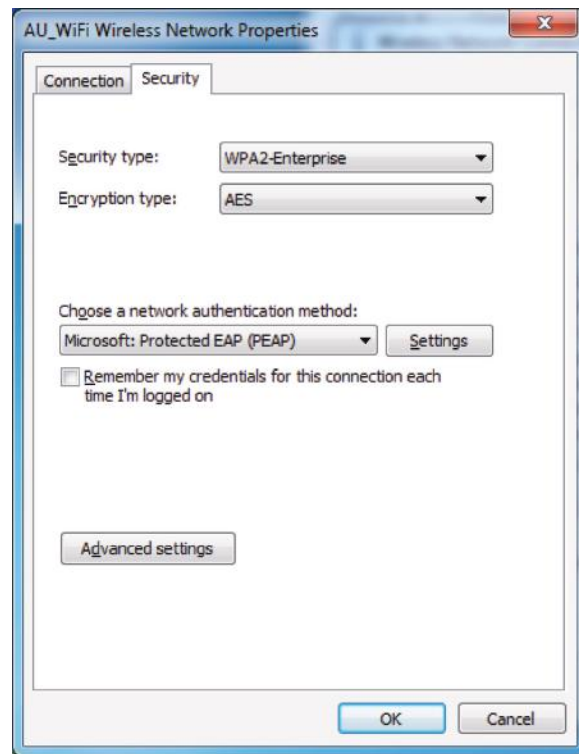 AU_WiFi Wireless Network Properties
Connection
Security
Security type:
WPA2-Enterprise
Encryption type:
AES
Choose a network authentication method:
Microsoft: Protected EAP (PEAP)
Settings
Remember my credentials for this connection each
time I'm logged on
Advanced settings
OK
Cancel